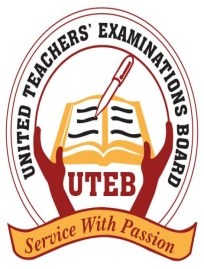 UNITED TEACHERS' EXAMINATIONS BOARD
UTEB
Service With Passion